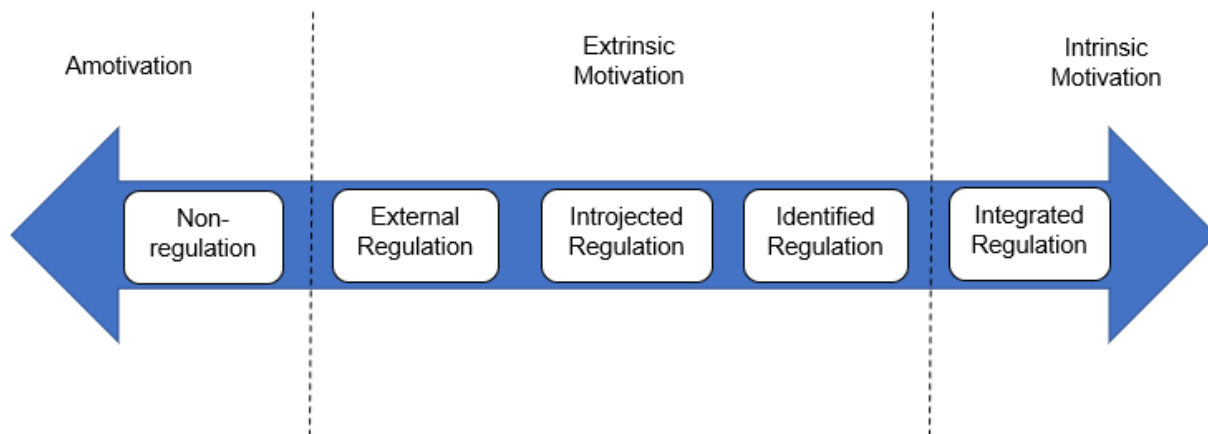 Amotivation
Extrinsic
Motivation
Intrinsic
Motivation
Non-
regulation
External
Regulation
Introjected
Regulation
Identified
Regulation
Integrated
Regulation